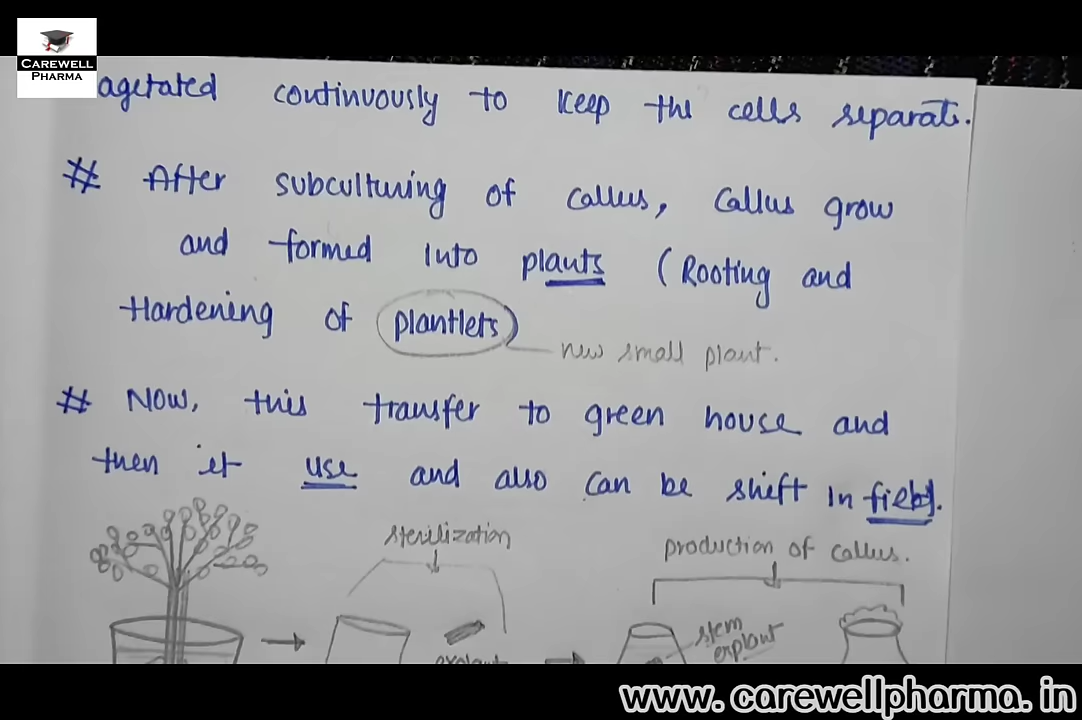 CAREWELL
PHARMA
agetated continuously to keep the cells separate.
# After subculturing of callus, callus grow
and formed into plants (Rooting and
Hardening of plantlets)
new small plant.
# Now, this transfer to green house and
then it use and also can be shift in field.
sterilization
production of callus.
stem
explant
explant
www.carewellpharma.in